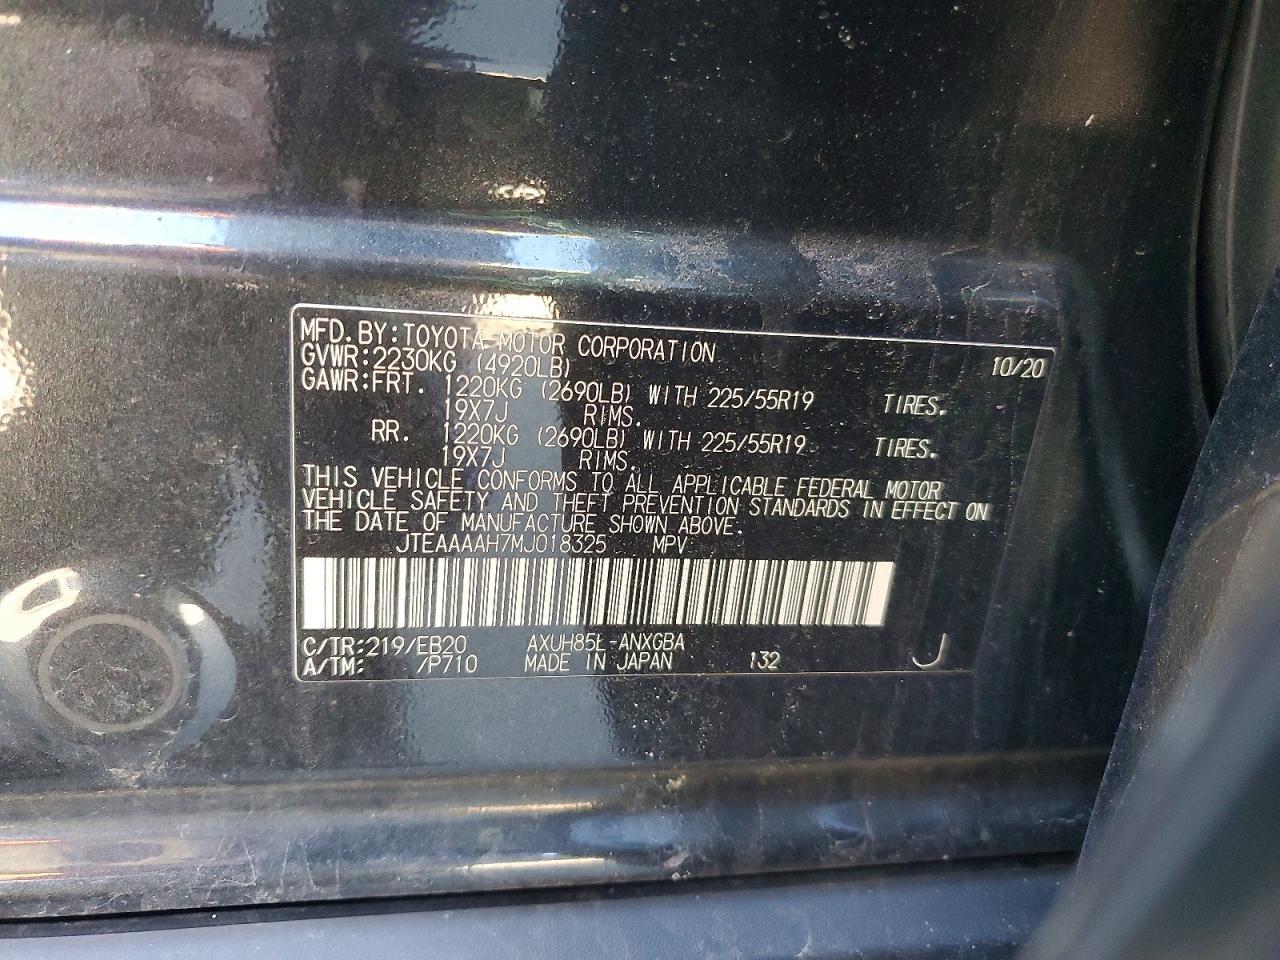 MFD. BY: TOYOTA MOTOR CORPORATION 10/20
GVWR: 2230KG (4920LB)
GAWR: FRT. 1220KG (2690LB) WITH 225/55R19 TIRES.
19X7J RIMS.
RR. 1220KG (2690LB) WITH 225/55R19 TIRES.
19X7J RIMS.
THIS VEHICLE CONFORMS TO ALL APPLICABLE FEDERAL MOTOR
VEHICLE SAFETY AND THEFT PREVENTION STANDARDS IN EFFECT ON
THE DATE OF MANUFACTURE SHOWN ABOVE.
JTEAAAAH7MJ018325 MPV
C/TR: 219/EB20 AXUH85L-ANXGBA
A/TM: /P710 MADE IN JAPAN 132 J